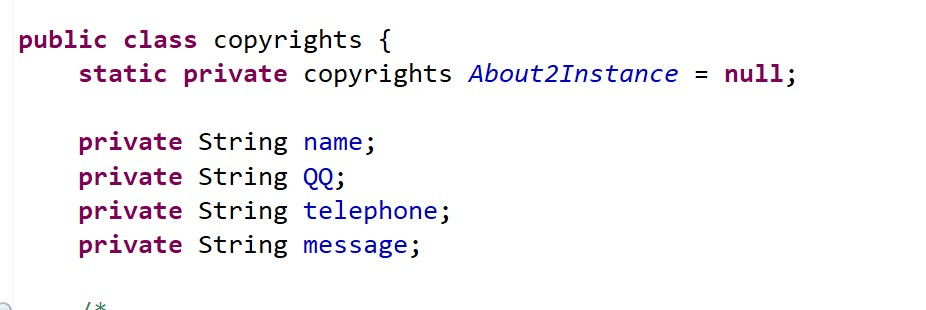 public class copyrights {
static private copyrights About2Instance = null;
private String name;
private String QQ;
private String telephone;
private String message;
/*